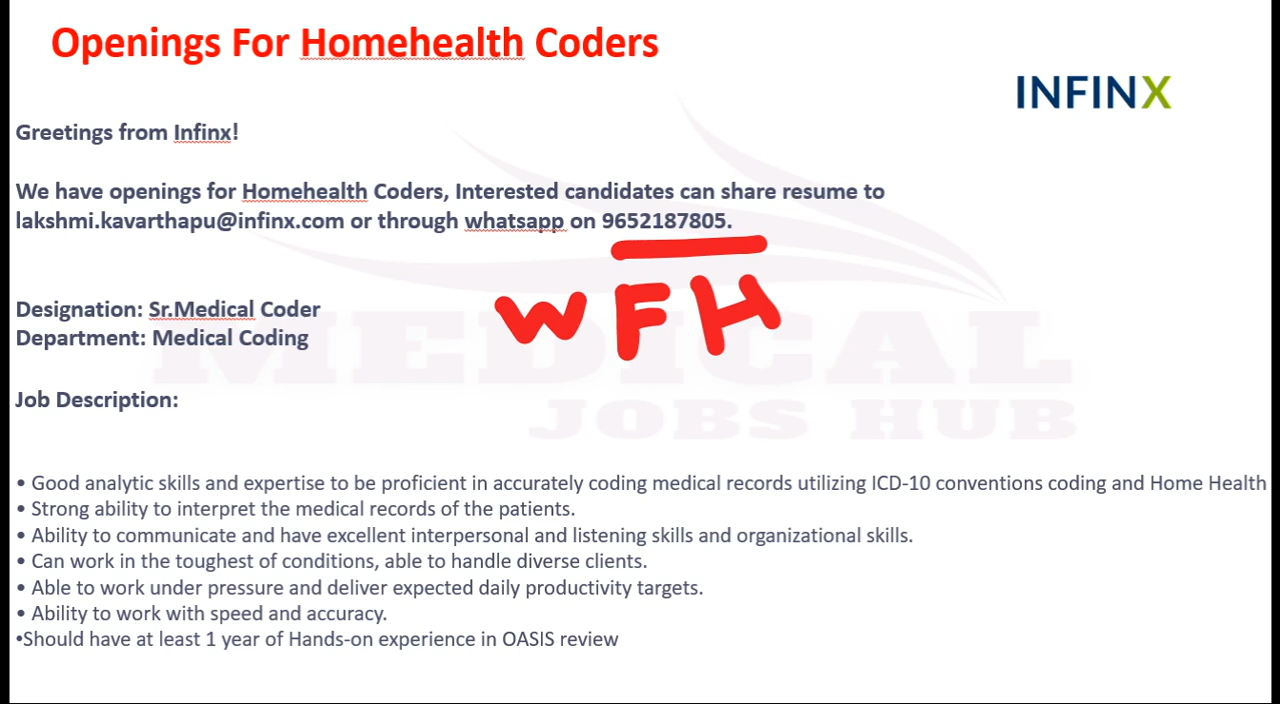 Openings For Homehealth Coders
INFINX
Greetings from Infinx!
We have openings for Homehealth Coders, Interested candidates can share resume to
lakshmi.kavarthapu@infinx.com or through whatsapp on 9652187805.
WFH
Designation: Sr.Medical Coder
Department: Medical Coding
MEDICAL
JOBS HUB
Job Description:
• Good analytic skills and expertise to be proficient in accurately coding medical records utilizing ICD-10 conventions coding and Home Health
• Strong ability to interpret the medical records of the patients.
• Ability to communicate and have excellent interpersonal and listening skills and organizational skills.
• Can work in the toughest of conditions, able to handle diverse clients.
• Able to work under pressure and deliver expected daily productivity targets.
• Ability to work with speed and accuracy.
•Should have at least 1 year of Hands-on experience in OASIS review